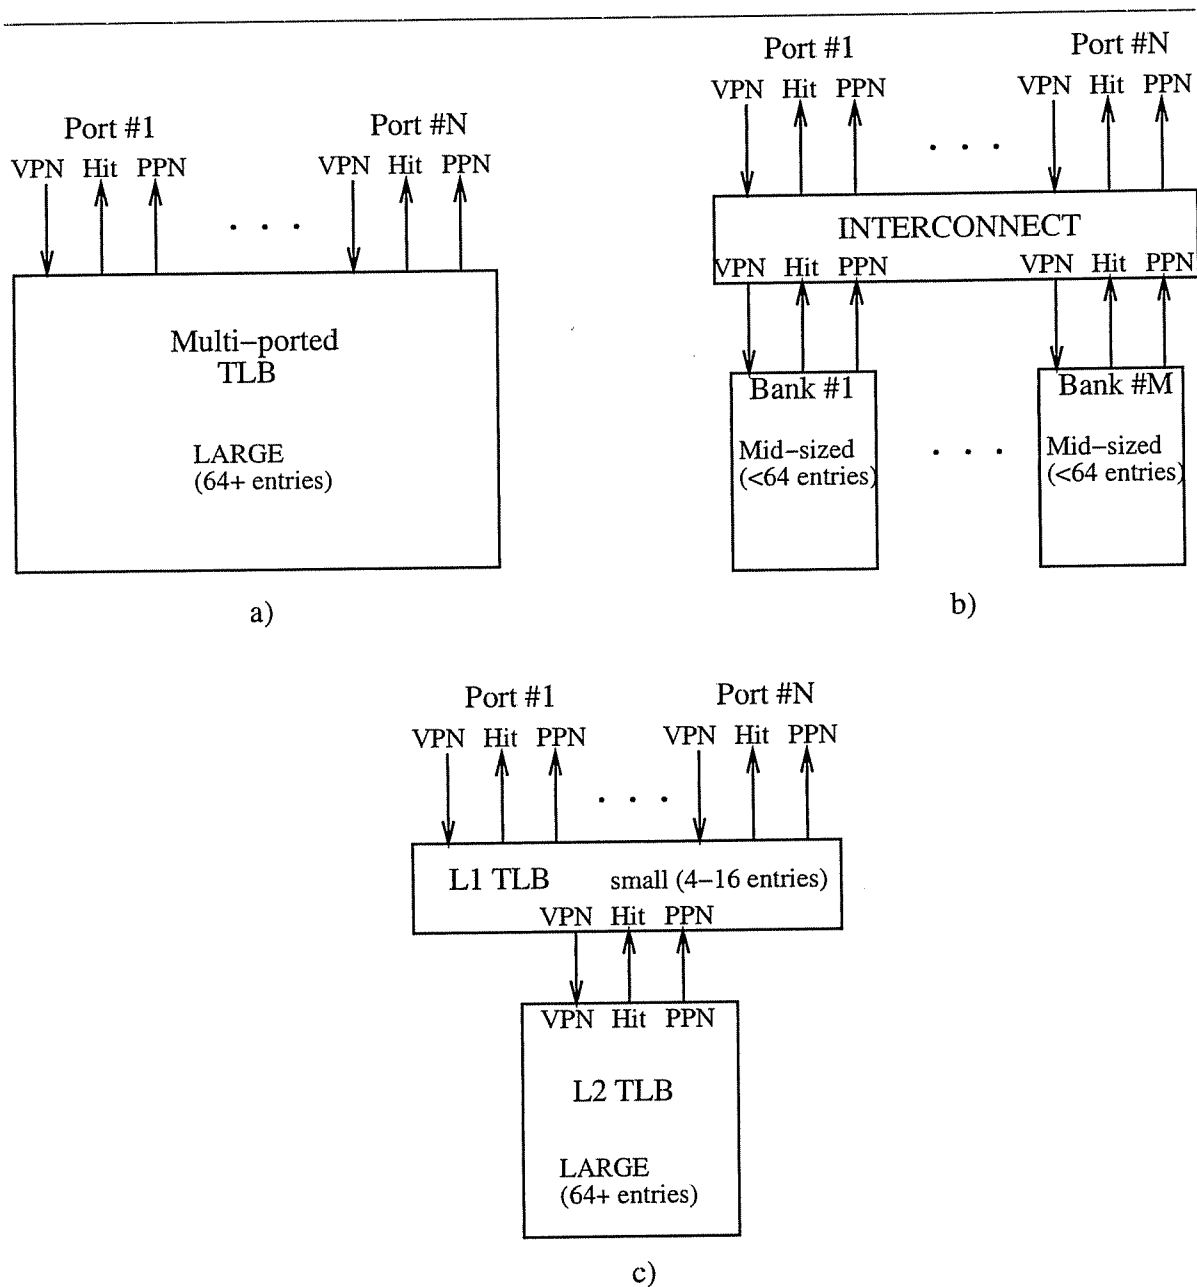 Port #1 Port #N
VPN Hit PPN VPN Hit PPN
. . .
Multi-ported
TLB
LARGE
(64+ entries)
a)
Port #1 Port #N
VPN Hit PPN VPN Hit PPN
. . .
INTERCONNECT
VPN Hit PPN VPN Hit PPN
Bank #1 Bank #M
Mid-sized
(<64 entries)
. . .
Mid-sized
(<64 entries)
b)
Port #1 Port #N
VPN Hit PPN VPN Hit PPN
. . .
L1 TLB small (4-16 entries)
VPN Hit PPN
VPN Hit PPN
L2 TLB
LARGE
(64+ entries)
c)